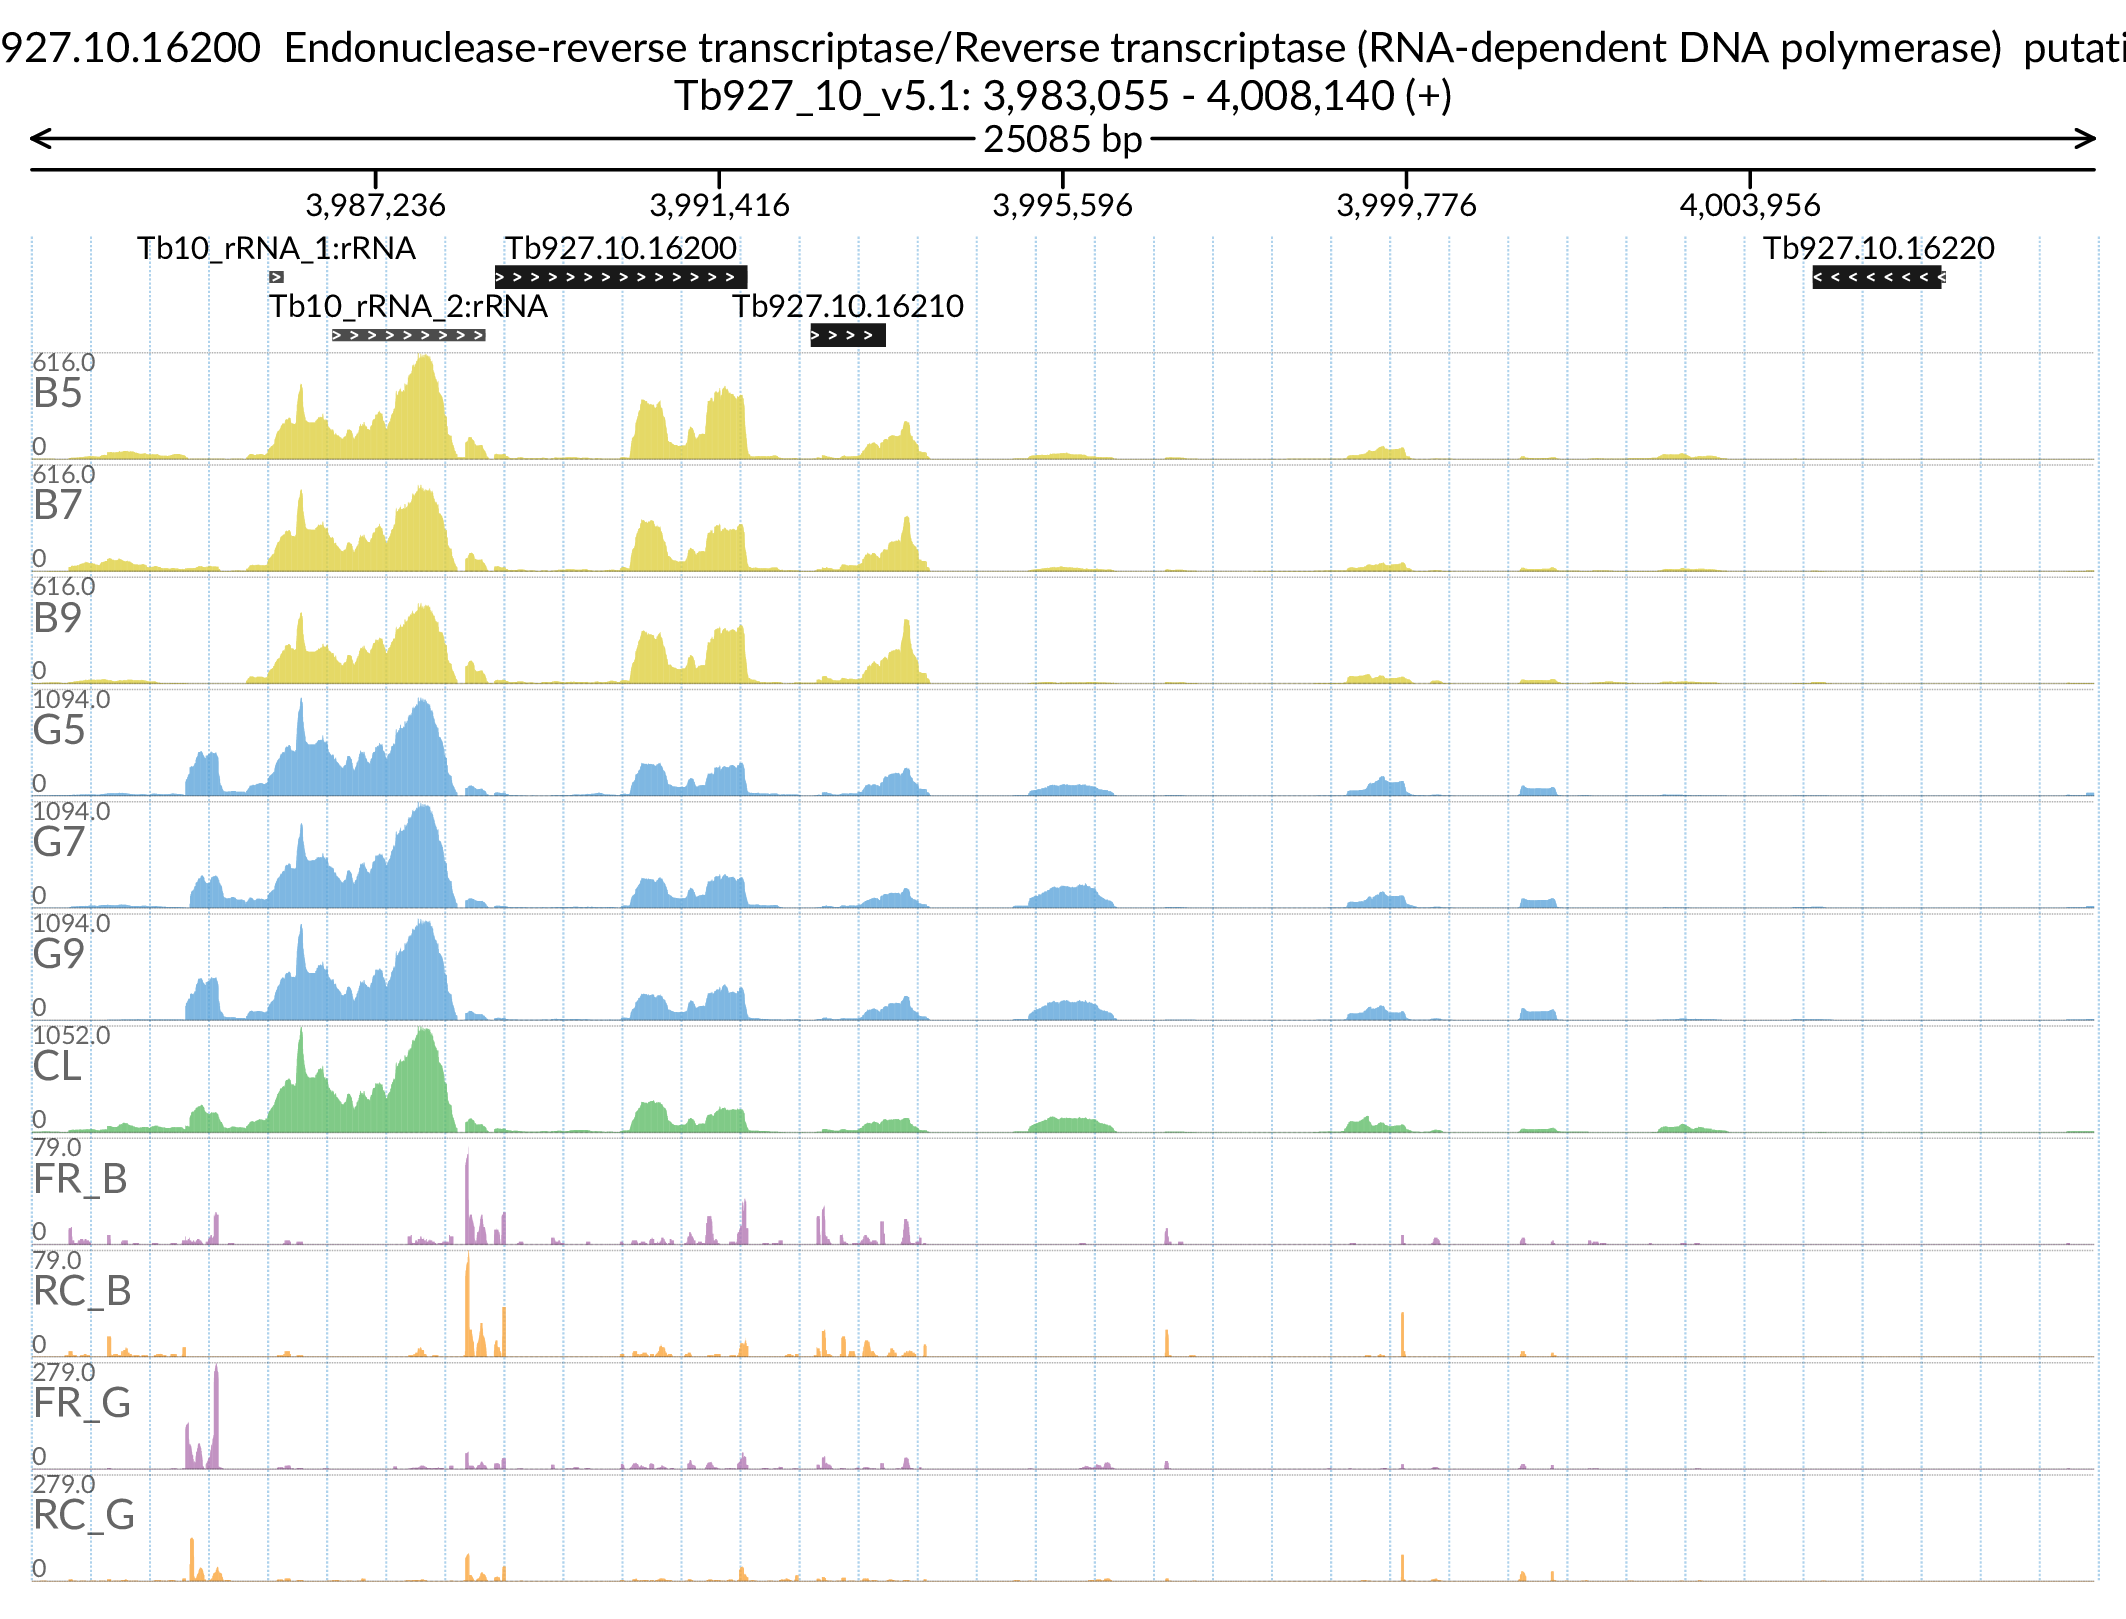 927.10.16200 Endonuclease-reverse transcriptase/Reverse transcriptase (RNA-dependent DNA polymerase) putati
Tb927_10_v5.1: 3,983,055 - 4,008,140 (+)
25085 bp
3,987,236 3,991,416 3,995,596 3,999,776 4,003,956
Tb10_rRNA_1:rRNA Tb927.10.16200 Tb927.10.16220
Tb10_rRNA_2:rRNA Tb927.10.16210
616.0
B5
0
616.0
B7
0
616.0
B9
0
1094.0
G5
0
1094.0
G7
0
1094.0
G9
0
1052.0
CL
0
79.0
FR_B
0
79.0
RC_B
0
279.0
FR_G
0
279.0
RC_G
0